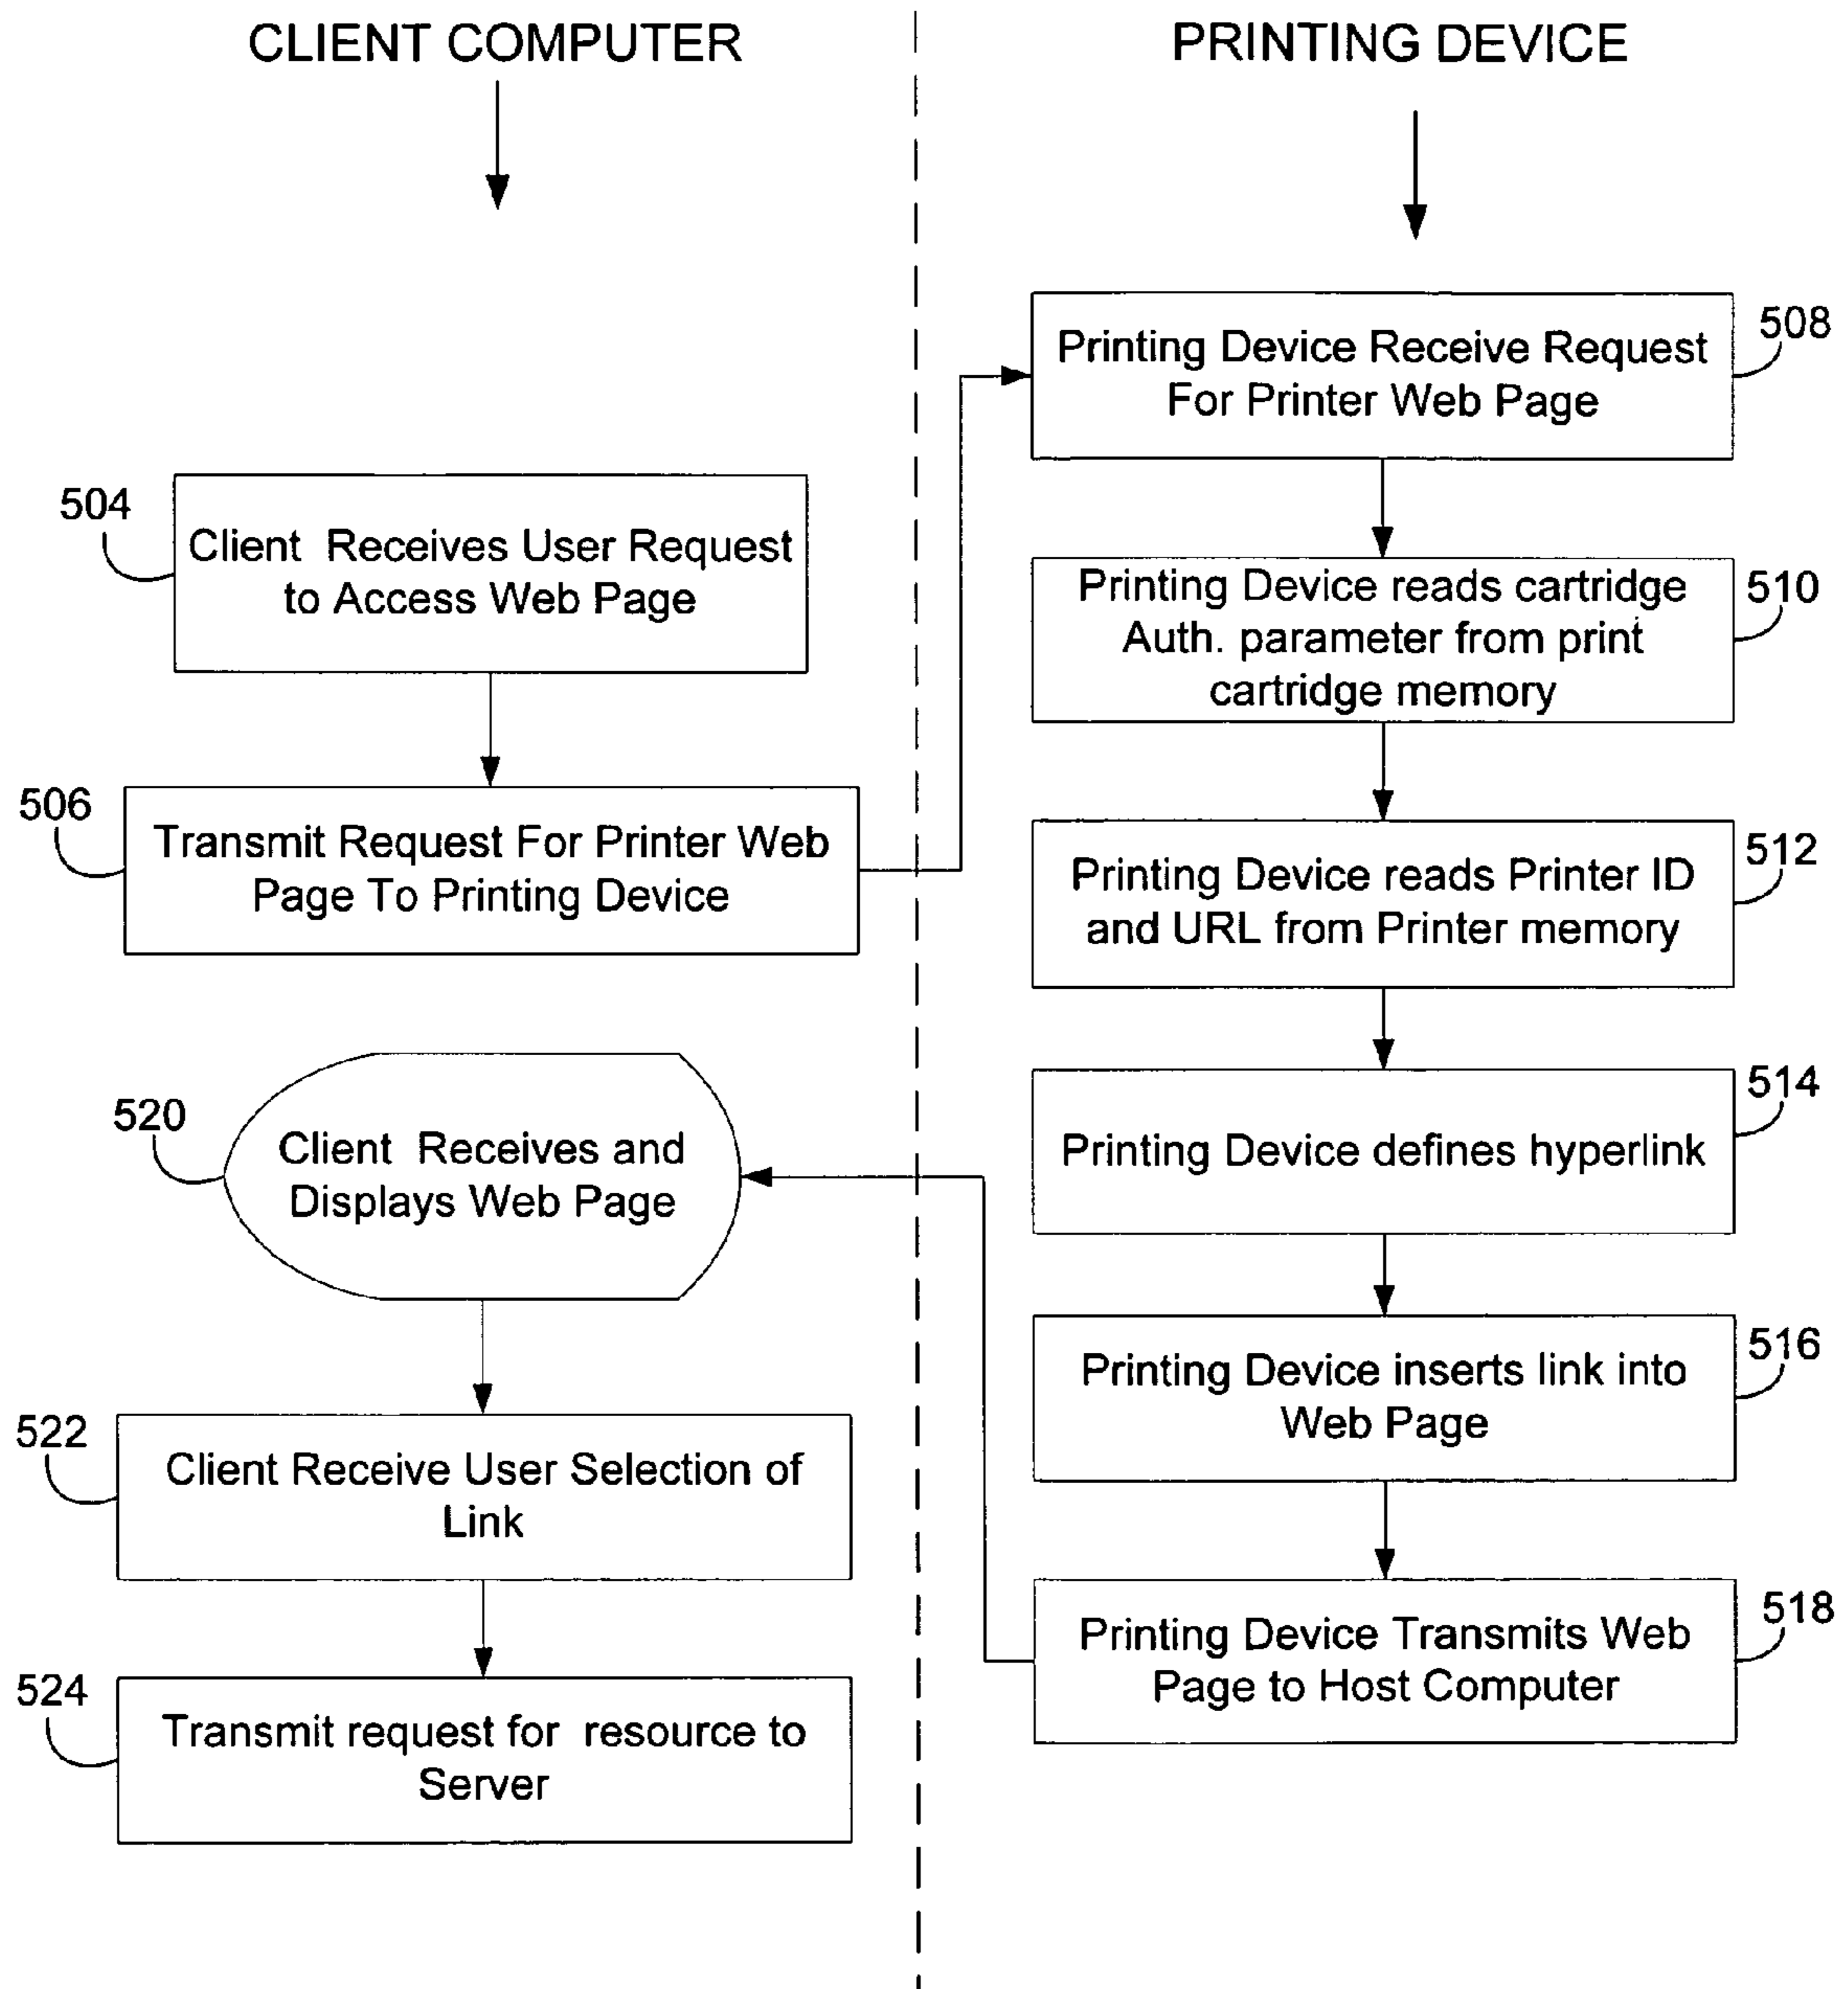 CLIENT COMPUTER
PRINTING DEVICE
504
Client Receives User Request
to Access Web Page
506
Transmit Request For Printer Web
Page To Printing Device
508
Printing Device Receive Request
For Printer Web Page
510
Printing Device reads cartridge
Auth. parameter from print
cartridge memory
512
Printing Device reads Printer ID
and URL from Printer memory
514
Printing Device defines hyperlink
516
Printing Device inserts link into
Web Page
518
Printing Device Transmits Web
Page to Host Computer
520
Client Receives and
Displays Web Page
522
Client Receive User Selection of
Link
524
Transmit request for resource to
Server